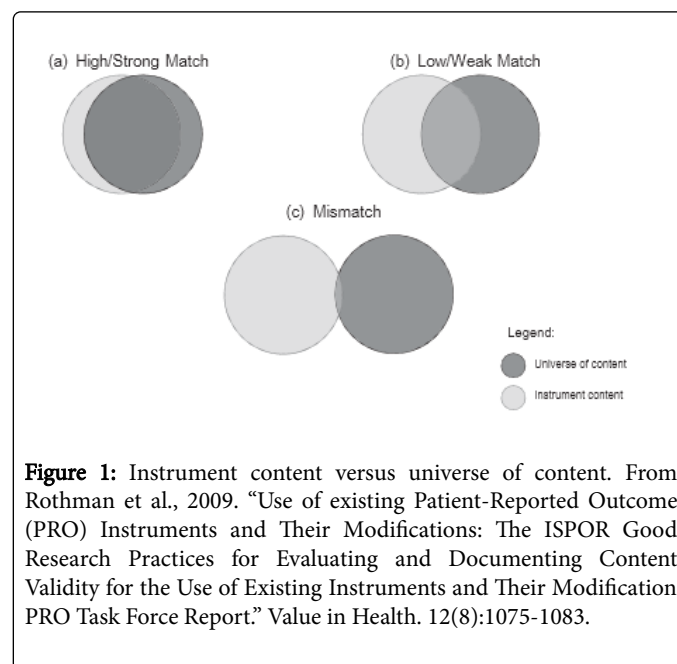 (a) High/Strong Match
(b) Low/Weak Match
(c) Mismatch
Legend:
Universe of content
Instrument content
Figure 1: Instrument content versus universe of content. From
Rothman et al., 2009. “Use of existing Patient-Reported Outcome
(PRO) Instruments and Their Modifications: The ISPOR Good
Research Practices for Evaluating and Documenting Content
Validity for the Use of Existing Instruments and Their Modification
PRO Task Force Report.” Value in Health. 12(8):1075-1083.